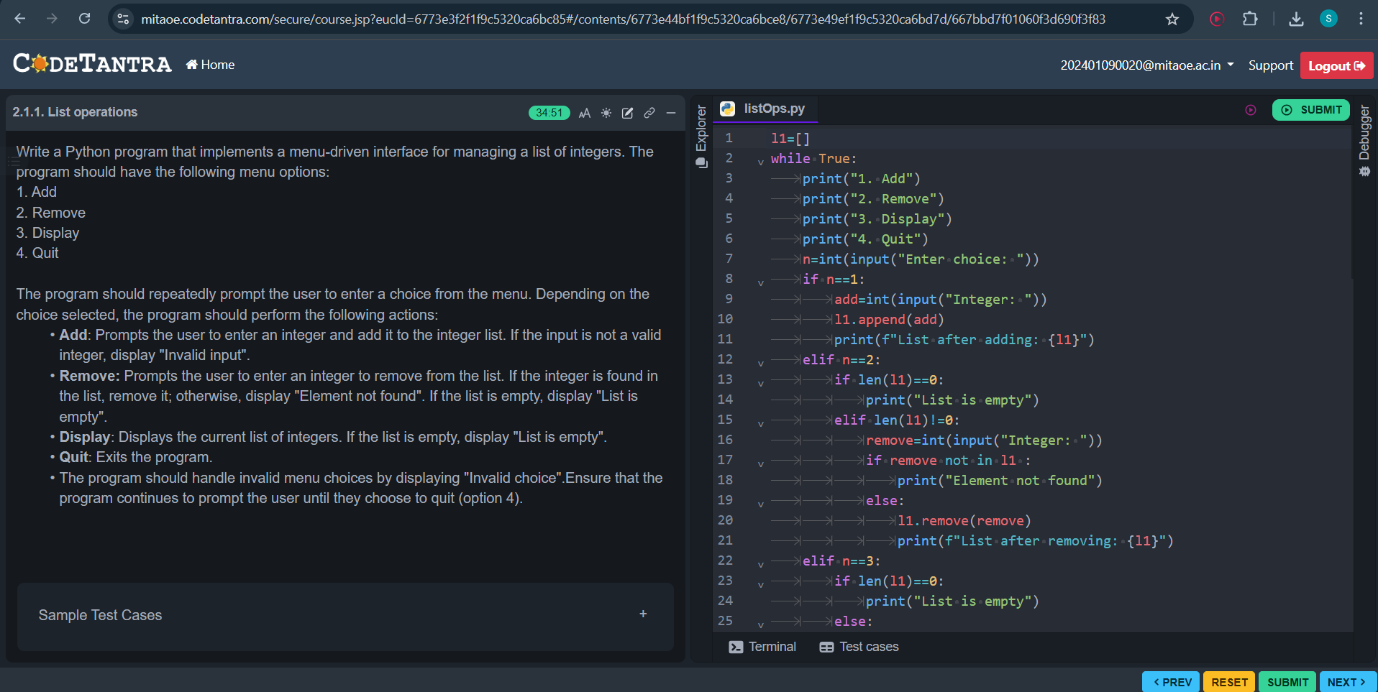 mitaoe.codetantra.com/secure/course.jsp?eucId=6773e3f2f1f9c5320ca6bc85#/contents/6773e44bf1f9c5320ca6bce8/6773e49ef1f9c5320ca6bd7d/667bbd7f01060f3d690f3f83
S
CODETANTRA
Home
202401090020@mitaoe.ac.in
Support
Logout
2.1.1. List operations
34:51
AA
Write a Python program that implements a menu-driven interface for managing a list of integers. The
program should have the following menu options:
1. Add
2. Remove
3. Display
4. Quit
The program should repeatedly prompt the user to enter a choice from the menu. Depending on the
choice selected, the program should perform the following actions:
• Add: Prompts the user to enter an integer and add it to the integer list. If the input is not a valid
integer, display "Invalid input".
• Remove: Prompts the user to enter an integer to remove from the list. If the integer is found in
the list, remove it; otherwise, display "Element not found". If the list is empty, display "List is
empty".
• Display: Displays the current list of integers. If the list is empty, display "List is empty".
• Quit: Exits the program.
• The program should handle invalid menu choices by displaying "Invalid choice".Ensure that the
program continues to prompt the user until they choose to quit (option 4).
Sample Test Cases
+
Explorer
listOps.py
SUBMIT
Debugger
1 l1=[]
2 while True:
3 print("1. Add")
4 print("2. Remove")
5 print("3. Display")
6 print("4. Quit")
7 n=int(input("Enter choice: "))
8 if n==1:
9 add=int(input("Integer: "))
10 l1.append(add)
11 print(f"List after adding: {l1}")
12 elif n==2:
13 if len(l1)==0:
14 print("List is empty")
15 elif len(l1)!=0:
16 remove=int(input("Integer: "))
17 if remove not in l1 :
18 print("Element not found")
19 else:
20 l1.remove(remove)
21 print(f"List after removing: {l1}")
22 elif n==3:
23 if len(l1)==0:
24 print("List is empty")
25 else:
Terminal
Test cases
< PREV
RESET
SUBMIT
NEXT >